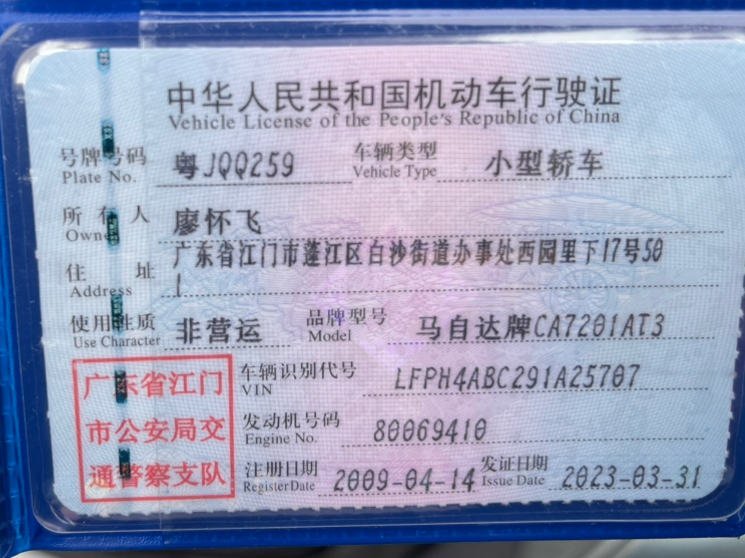 中华人民共和国机动车行驶证
Vehicle License of the People's Republic of China
号牌号码 粤JQQ259 车辆类型 小型轿车
Plate No. Vehicle Type
所有人 廖怀飞
Owner
住址 广东省江门市蓬江区白沙街道办事处西园里下17号50
Address 1
使用性质 非营运 品牌型号 马自达牌CA7201AT3
Use Character Model
广东省江门 车辆识别代号 LFPH4ABC291A25707
VIN
市公安局交 发动机号码 80069410
Engine No.
通警察支队 注册日期 2009-04-14 发证日期 2023-03-31
Register Date Issue Date